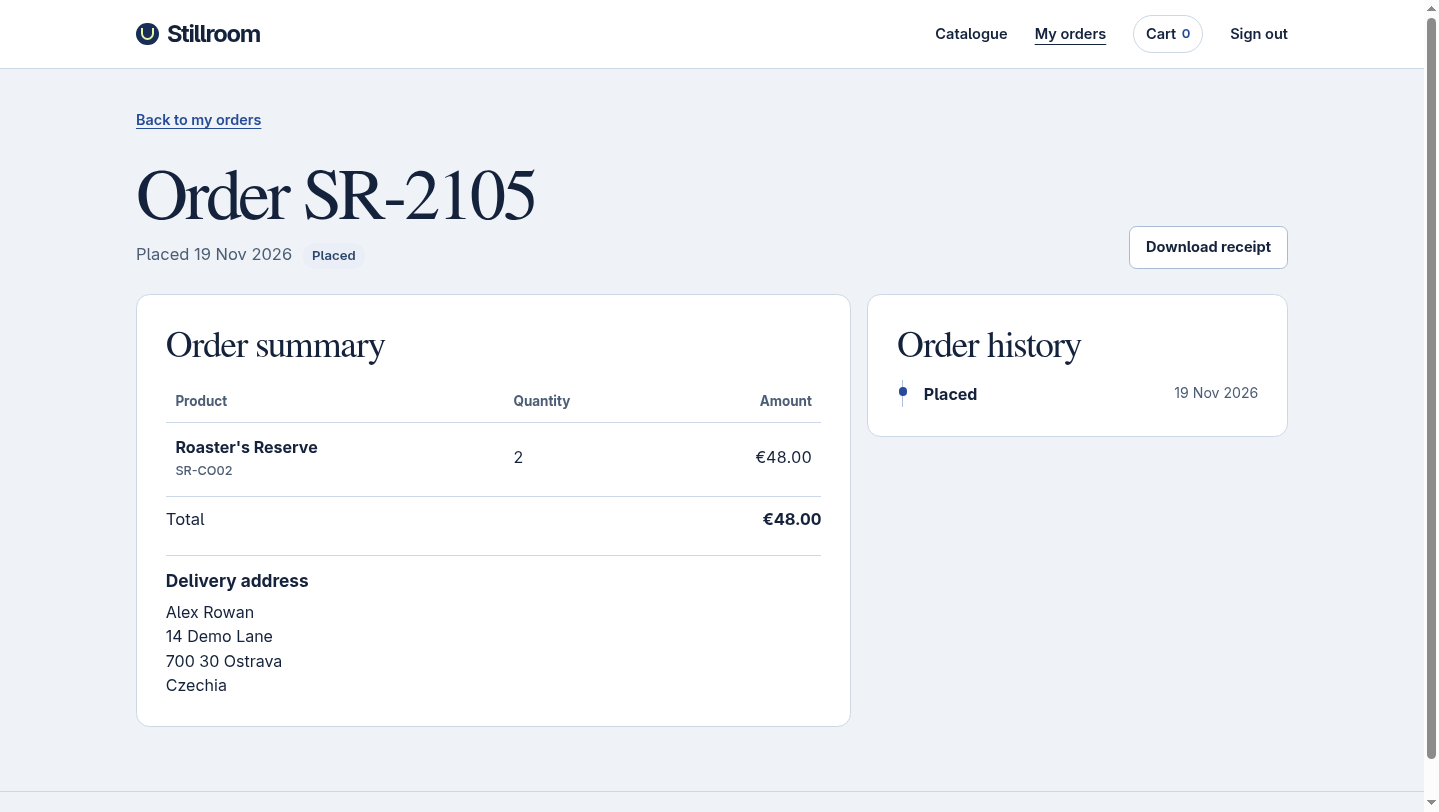 Stillroom
Catalogue My orders Cart 0 Sign out
Back to my orders
Order SR-2105
Placed 19 Nov 2026 Placed
Download receipt
Order summary
Product Quantity Amount
Roaster's Reserve
SR-CO02
2 €48.00
Total €48.00
Delivery address
Alex Rowan
14 Demo Lane
700 30 Ostrava
Czechia
Order history
Placed 19 Nov 2026